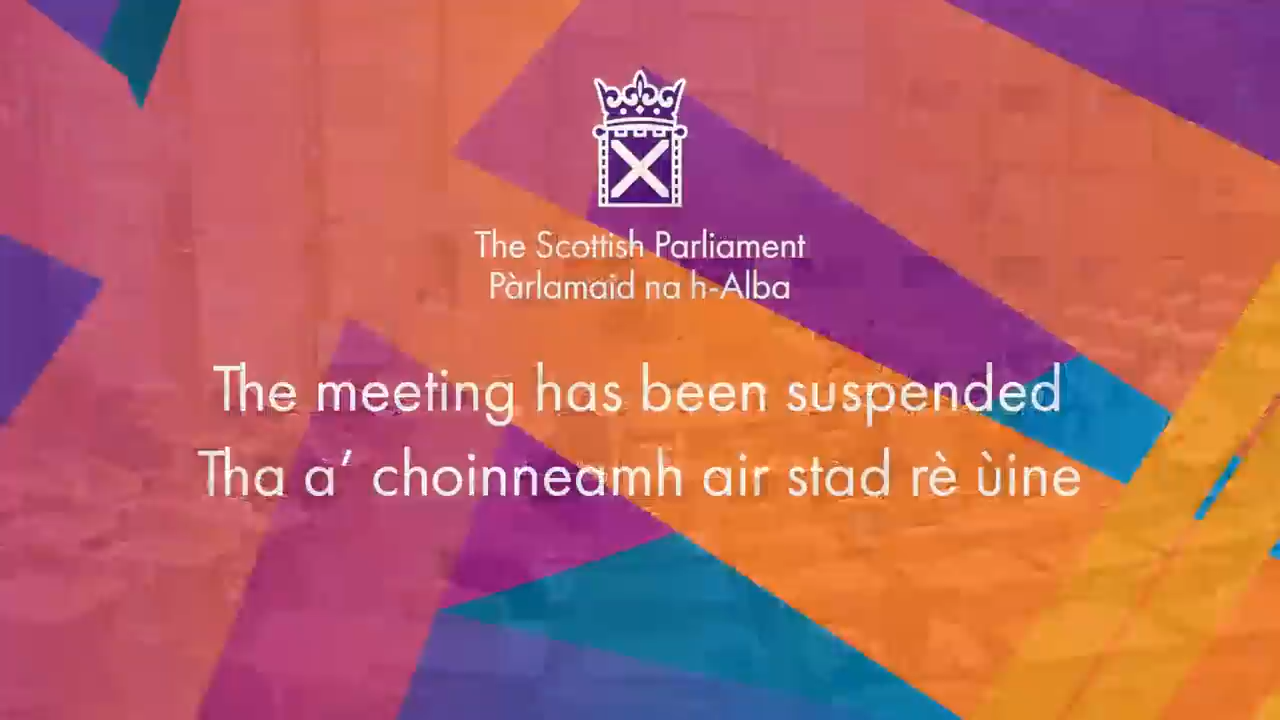 The Scottish Parliament
Pàrlamaid na h-Alba
The meeting has been suspended
Tha a’ choinneamh air stad rè ùine